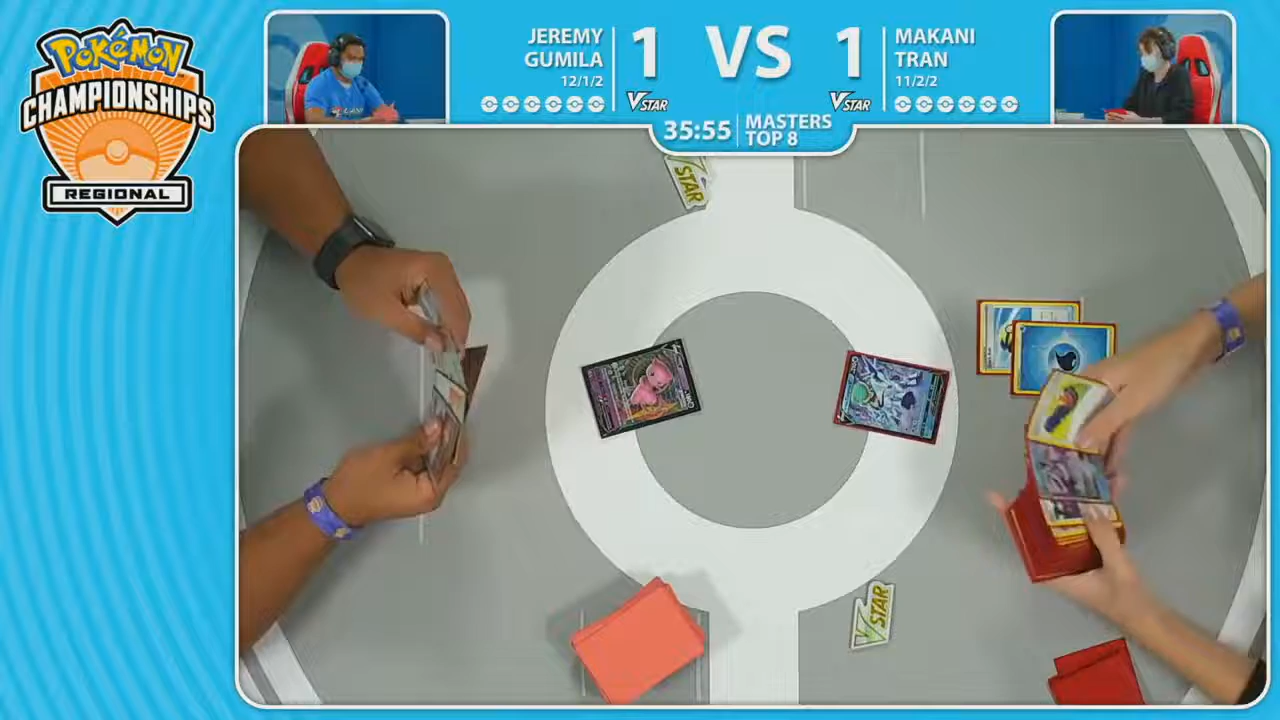 Pokémon
CHAMPIONSHIPS
REGIONAL
JEREMY
GUMILA
12/1/2
1
VSTAR
VS
1
VSTAR
MAKANI
TRAN
11/2/2
35:55
MASTERS
TOP 8
STAR
VSTAR